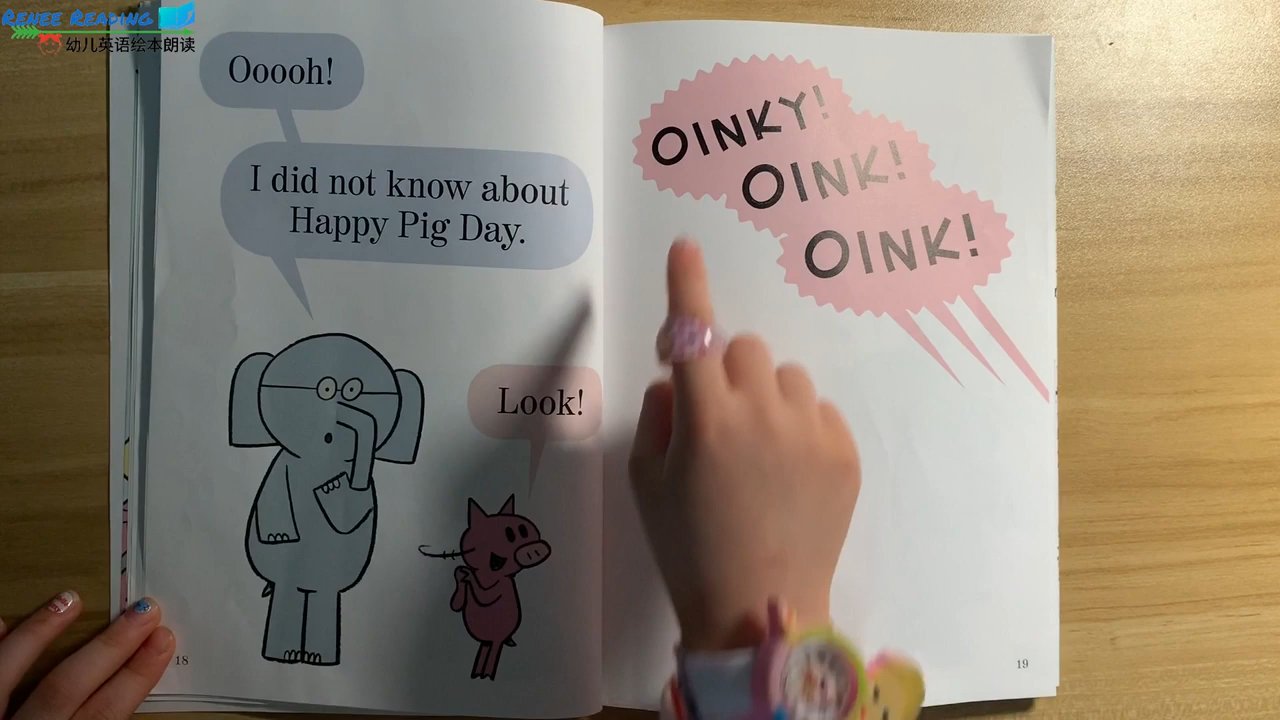 RENEE READING
幼儿英语绘本朗读
Ooooh!
I did not know about
Happy Pig Day.
Look!
18
OINKY!
OINK!
OINK!
19